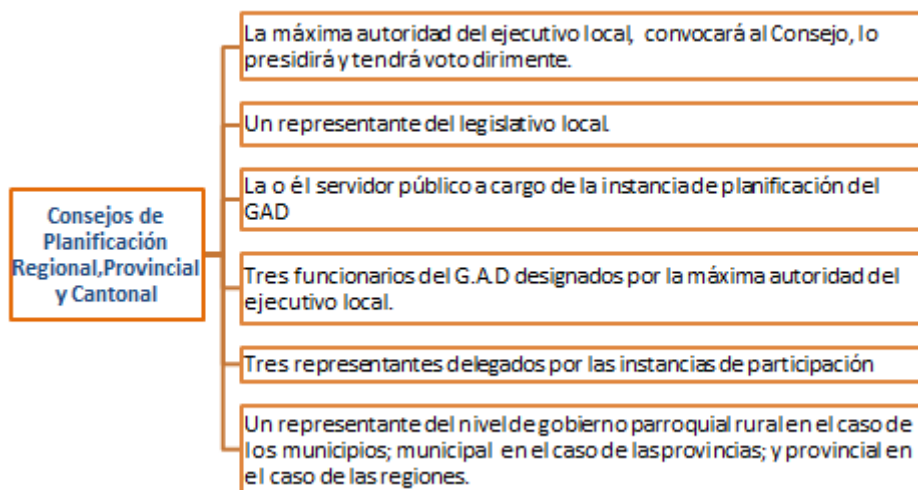 La máxima autoridad del ejecutivo local, convocará al Consejo, lo
presidirá y tendrá voto dirimente.
Un representante del legislativo local.
La o él servidor público a cargo de la instancia de planificación del
GAD
Consejos de
Planificación
Regional,Provincial
y Cantonal
Tres funcionarios del G.A.D designados por la máxima autoridad del
ejecutivo local.
Tres representantes delegados por las instancias de participación
Un representante del nivel de gobierno parroquial rural en el caso de
los municipios; municipal en el caso de las provincias; y provincial en
el caso de las regiones.